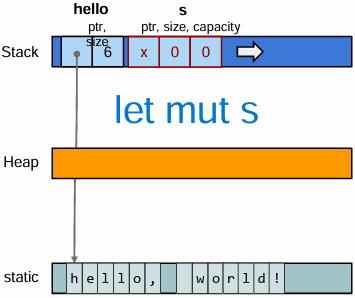 hello s
ptr, size ptr, size, capacity
Stack 6 x 0 0
let mut s
Heap
static h e l l o , w o r l d !